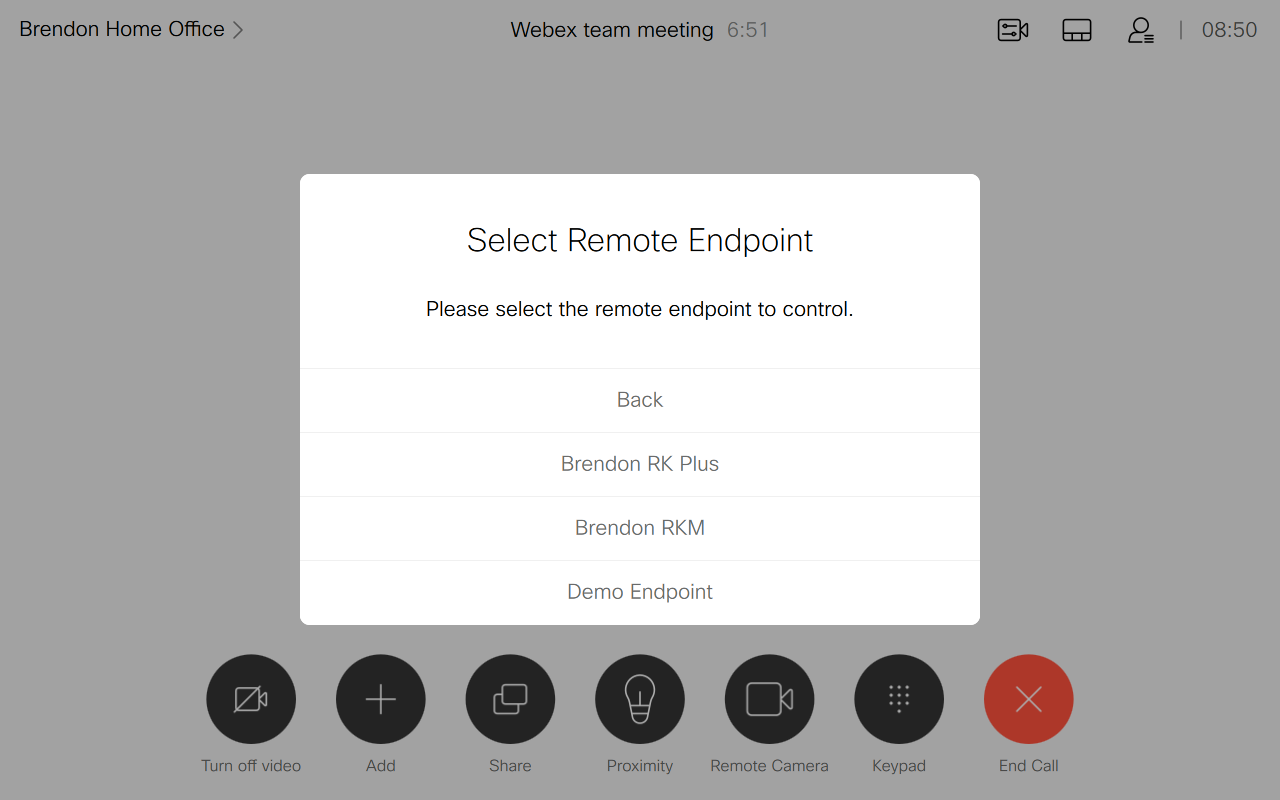 Brendon Home Office
Webex team meeting 6:51
08:50
Select Remote Endpoint
Please select the remote endpoint to control.
Back
Brendon RK Plus
Brendon RKM
Demo Endpoint
Turn off video
Add
Share
Proximity
Remote Camera
Keypad
End Call